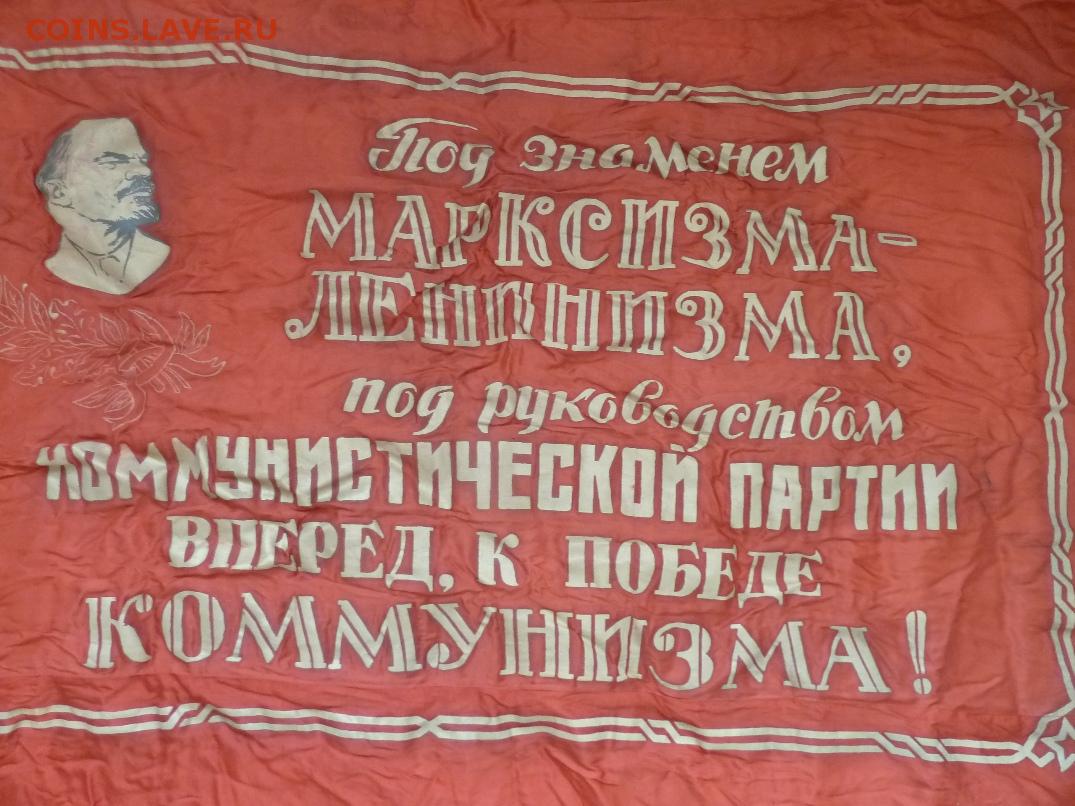 COINS.LAVE.RU
Под знаменем
МАРКСИЗМА-
ЛЕНИНИЗМА,
под руководством
КОММУНИСТИЧЕСКОЙ ПАРТИИ
ВПЕРЕД, К ПОБЕДЕ
КОММУНИЗМА!